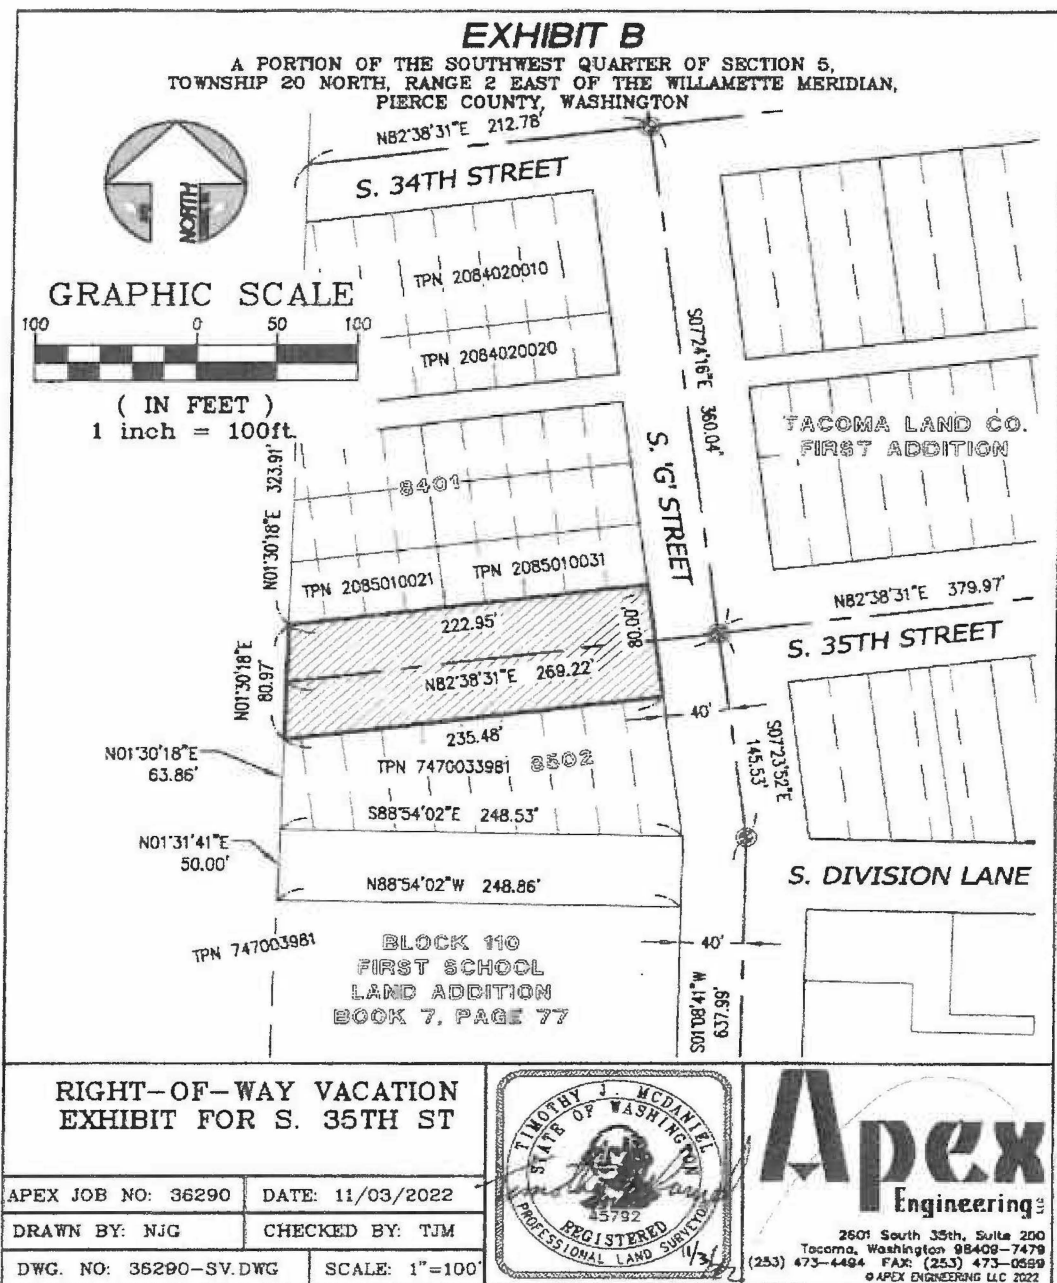 EXHIBIT B
A PORTION OF THE SOUTHWEST QUARTER OF SECTION 5,
TOWNSHIP 20 NORTH, RANGE 2 EAST OF THE WILLAMETTE MERIDIAN,
PIERCE COUNTY, WASHINGTON
N82°38'31"E 212.78'
S. 34TH STREET
NORTH
GRAPHIC SCALE
100 0 50 100
( IN FEET )
1 inch = 100ft.
TPN 2084020010
TPN 2084020020
S07°24'16"E 360.04'
TACOMA LAND CO.
FIRST ADDITION
S. 'G' STREET
8401
N01°30'18"E 323.91'
TPN 2085010021
TPN 2085010031
N82°38'31"E 379.97'
S. 35TH STREET
222.95'
80.00'
N82°38'31"E 269.22'
N01°30'18"E
80.97'
235.48'
40'
N01°30'18"E
63.86'
TPN 7470033981
8502
S07°23'52"E
145.53'
S88°54'02"E 248.53'
N01°31'41"E
50.00'
N88°54'02"W 248.86'
S. DIVISION LANE
TPN 747003981
BLOCK 110
FIRST SCHOOL
LAND ADDITION
BOOK 7, PAGE 77
40'
S01°08'41"W
637.99'
RIGHT-OF-WAY VACATION
EXHIBIT FOR S. 35TH ST
APEX JOB NO: 36290
DATE: 11/03/2022
DRAWN BY: NJG
CHECKED BY: TJM
DWG. NO: 36290-SV.DWG
SCALE: 1"=100'
TIMOTHY J. MCDANIEL
STATE OF WASHINGTON
45792
REGISTERED
PROFESSIONAL LAND SURVEYOR
Apex
Engineering LLC
2601 South 35th, Suite 200
Tacoma, Washington 98409-7479
(253) 473-4494 FAX: (253) 473-0599
© APEX ENGINEERING LLC 2022